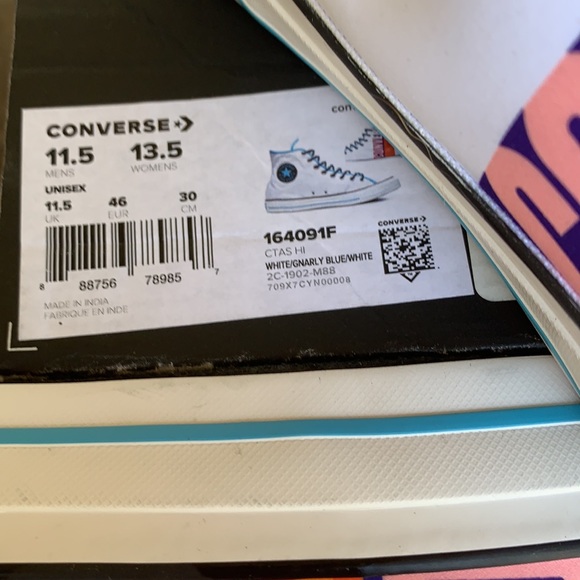 CONVERSE
con
11.5 13.5
MENS WOMENS
UNISEX
11.5 46 30
UK EUR CM
8 88756 78985 7
MADE IN INDIA
FABRIQUE EN INDE
164091F
CTAS HI
WHITE/GNARLY BLUE/WHITE
2C-1902-M88
709X7CYN00008
CONVERSE